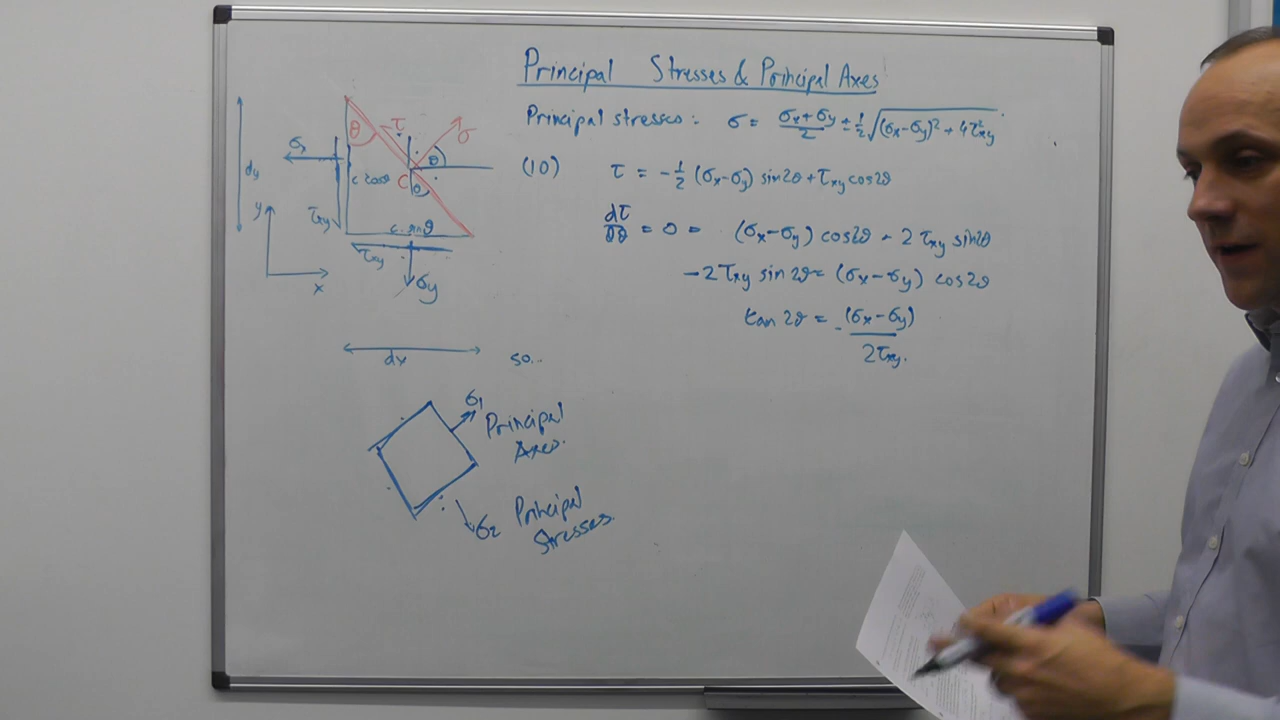 Principal Stresses & Principal Axes
Principal stresses: σ = (σx+σy)/2 ± ½√((σx-σy)² + 4τ²xy)
(10) τ = -½ (σx-σy) sin2θ + τxy cos2θ
dτ/dθ = 0 = (σx-σy) cos2θ - 2 τxy sin2θ
-2τxy sin 2θ = (σx-σy) cos2θ
tan 2θ = -(σx-σy)/2τxy.
so...
θ
τ
σ
θ
σx
dy
c cosθ
C
θ
y
τxy
c. sinθ
τxy
x
σy
dx
σ1
Principal
Axes.
σ2
Principal
Stresses.